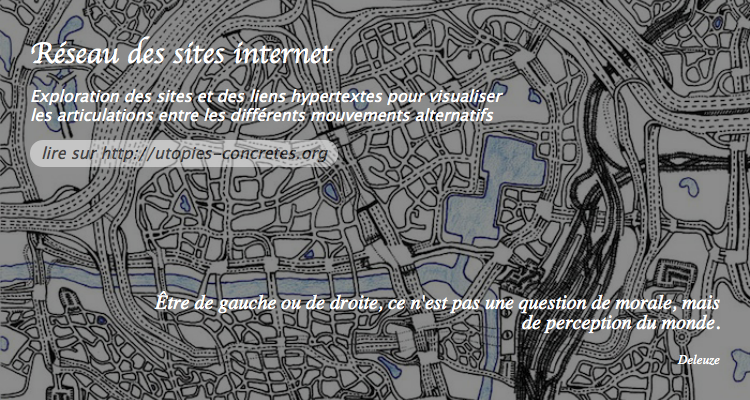 Réseau des sites internet
Exploration des sites et des liens hypertextes pour visualiser
les articulations entre les différents mouvements alternatifs
lire sur http://utopies-concretes.org
Être de gauche ou de droite, ce n'est pas une question de morale, mais
de perception du monde.
Deleuze